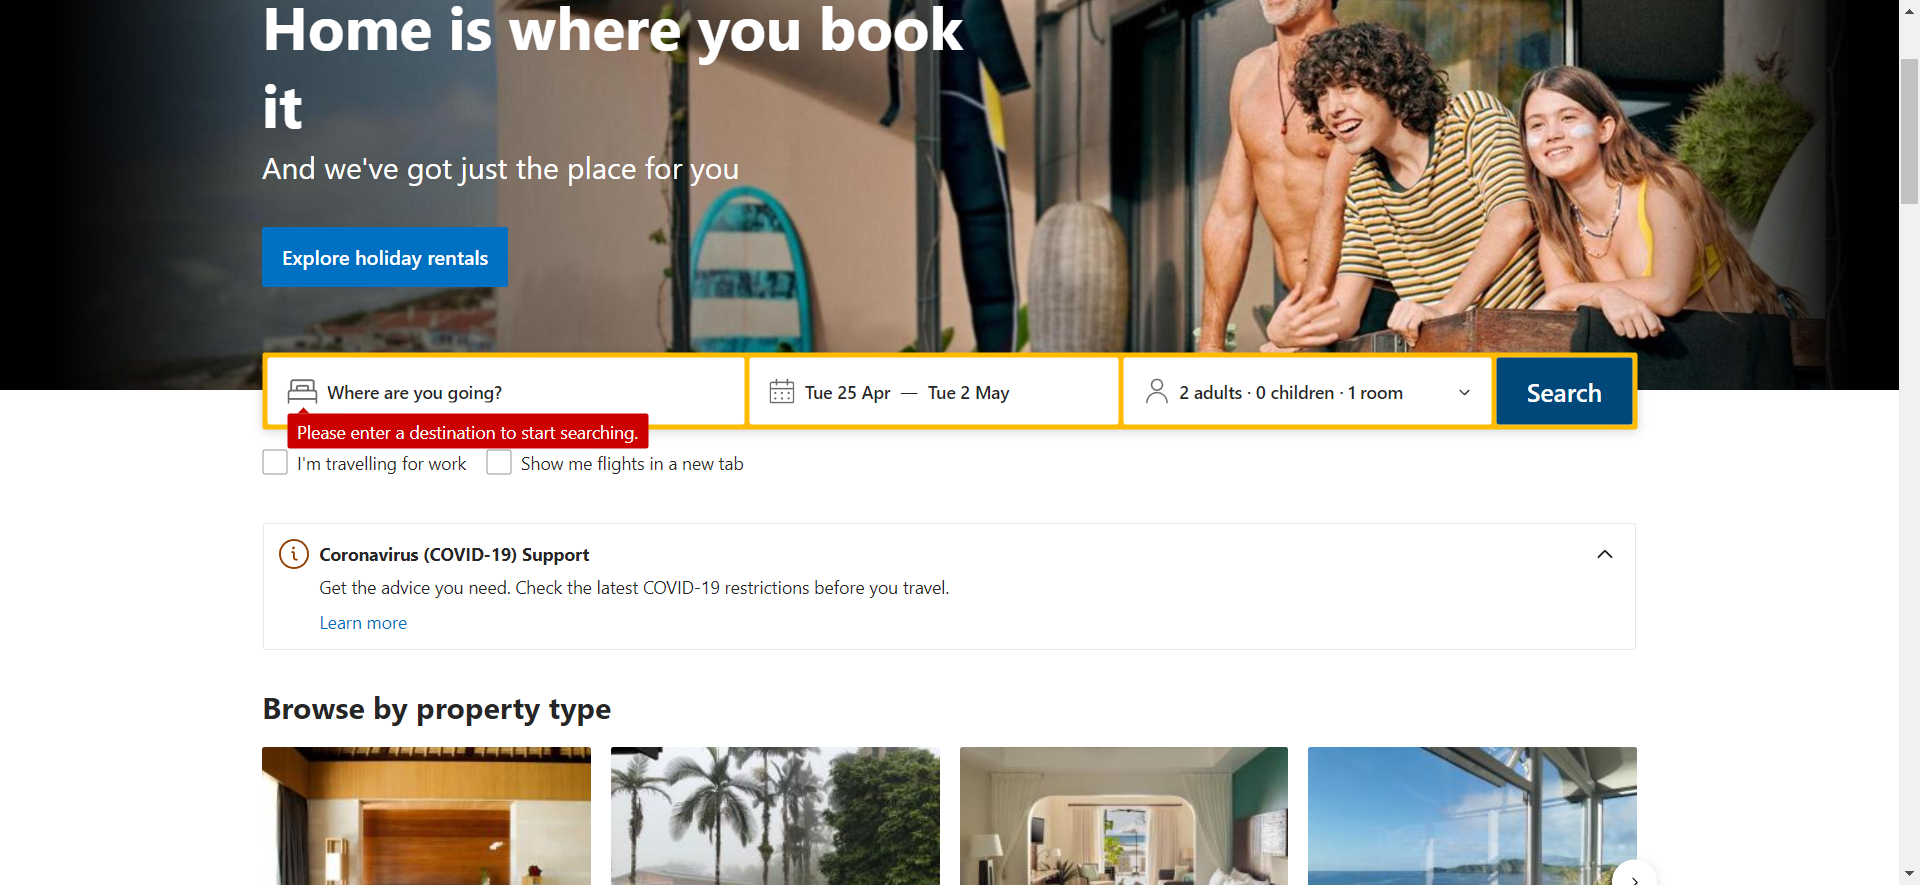 Home is where you book
it
And we've got just the place for you
Explore holiday rentals
Where are you going?
Tue 25 Apr — Tue 2 May
2 adults · 0 children · 1 room
Search
Please enter a destination to start searching.
I'm travelling for work
Show me flights in a new tab
Coronavirus (COVID-19) Support
Get the advice you need. Check the latest COVID-19 restrictions before you travel.
Learn more
Browse by property type